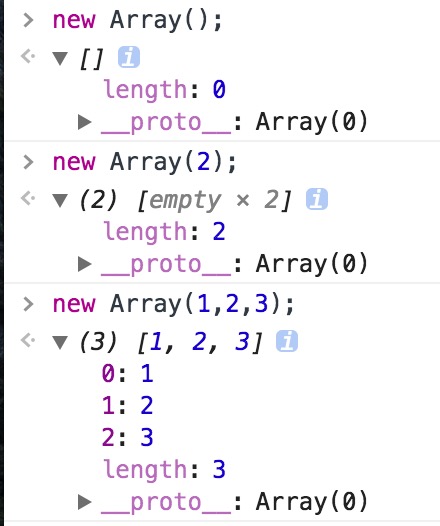 > new Array();
<· ▼ [] i
length: 0
▶ __proto__: Array(0)
> new Array(2);
<· ▼ (2) [empty × 2] i
length: 2
▶ __proto__: Array(0)
> new Array(1,2,3);
<· ▼ (3) [1, 2, 3] i
0: 1
1: 2
2: 3
length: 3
▶ __proto__: Array(0)